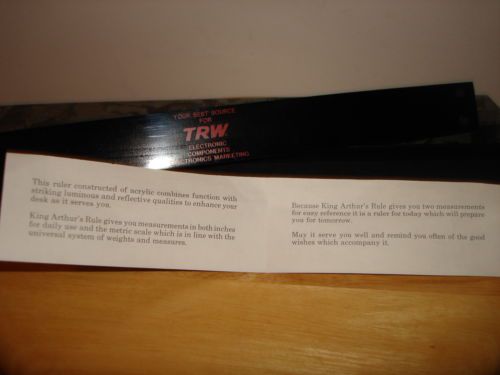 YOUR BEST SOURCE
FOR
TRW
ELECTRONIC
COMPONENTS
ELECTRONICS MARKETING
This ruler constructed of acrylic combines function with
striking luminous and reflective qualities to enhance your
desk as it serves you.
King Arthur's Rule gives you measurements in both inches
for daily use and the metric scale which is in line with the
universal system of weights and measures.
Because King Arthur's Rule gives you two measurements
for easy reference it is a ruler for today which will prepare
you for tomorrow.
May it serve you well and remind you often of the good
wishes which accompany it.